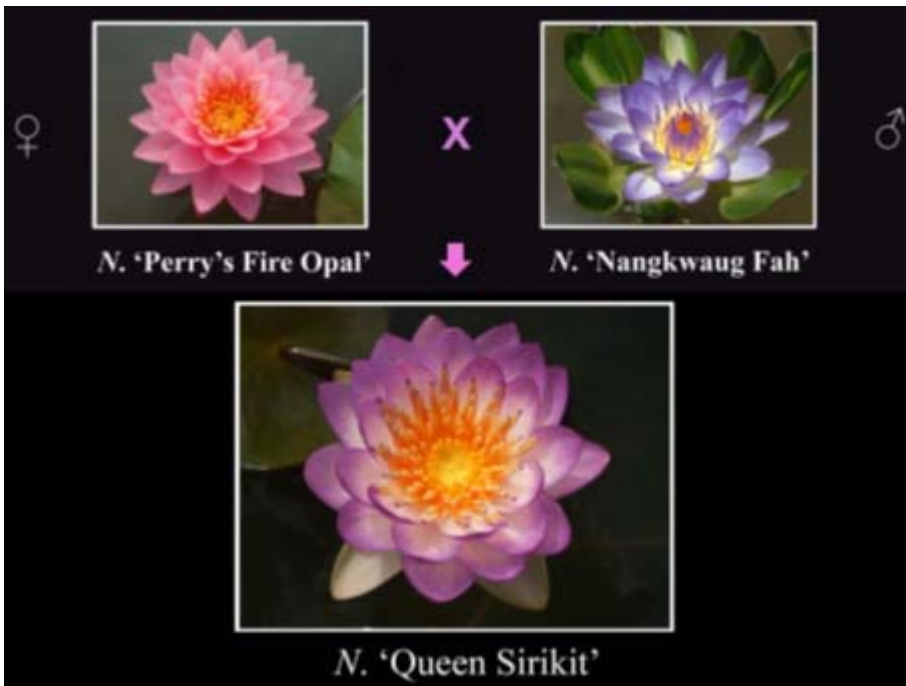 ♀ X ♂
N. ‘Perry’s Fire Opal’ N. ‘Nangkwaug Fah’
N. ‘Queen Sirikit’